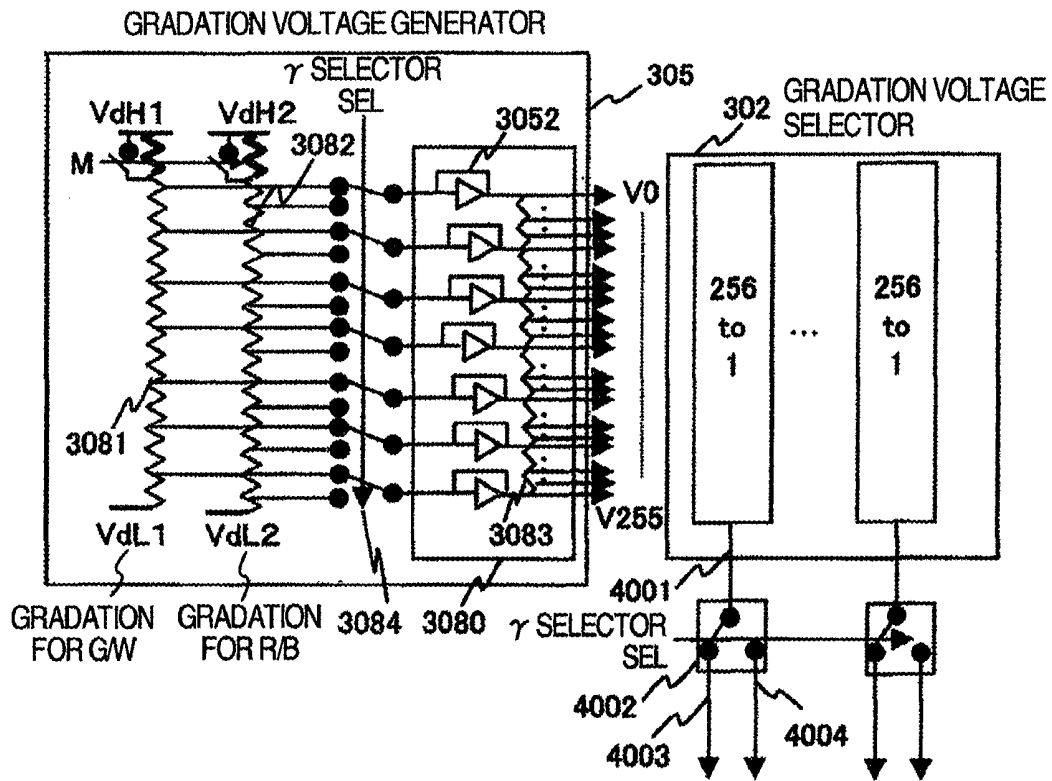 GRADATION VOLTAGE GENERATOR
γ SELECTOR
SEL
305
VdH1
VdH2
3052
302
GRADATION VOLTAGE
SELECTOR
M
3082
V0
256
to
1
...
256
to
1
3081
VdL1
VdL2
3083
V255
4001
GRADATION
FOR G/W
GRADATION
FOR R/B
3084
3080
γ SELECTOR
SEL
4002
4003
4004